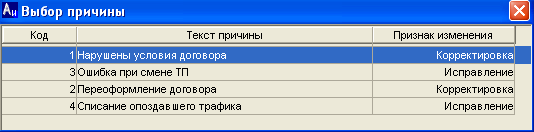 Ан Выбор причины
Код Текст причины Признак изменения
1 Нарушены условия договора Корректировка
3 Ошибка при смене ТП Исправление
2 Переоформление договора Корректировка
4 Списание опоздавшего трафика Исправление